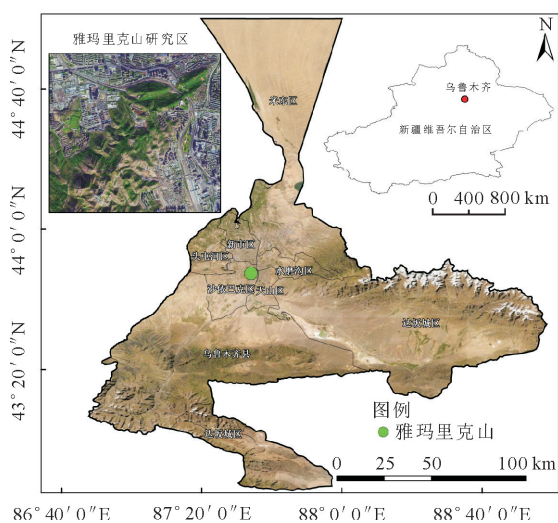 雅玛里克山研究区
N
乌鲁木齐
新疆维吾尔自治区
0 400 800 km
米东区
新市区
头屯河区
水磨沟区
沙依巴克区
天山区
达坂城区
乌鲁木齐县
达坂城区
图例
雅玛里克山
0 25 50 100 km
44°40′0″N
44°0′0″N
43°20′0″N
86°40′0″E
87°20′0″E
88°0′0″E
88°40′0″E